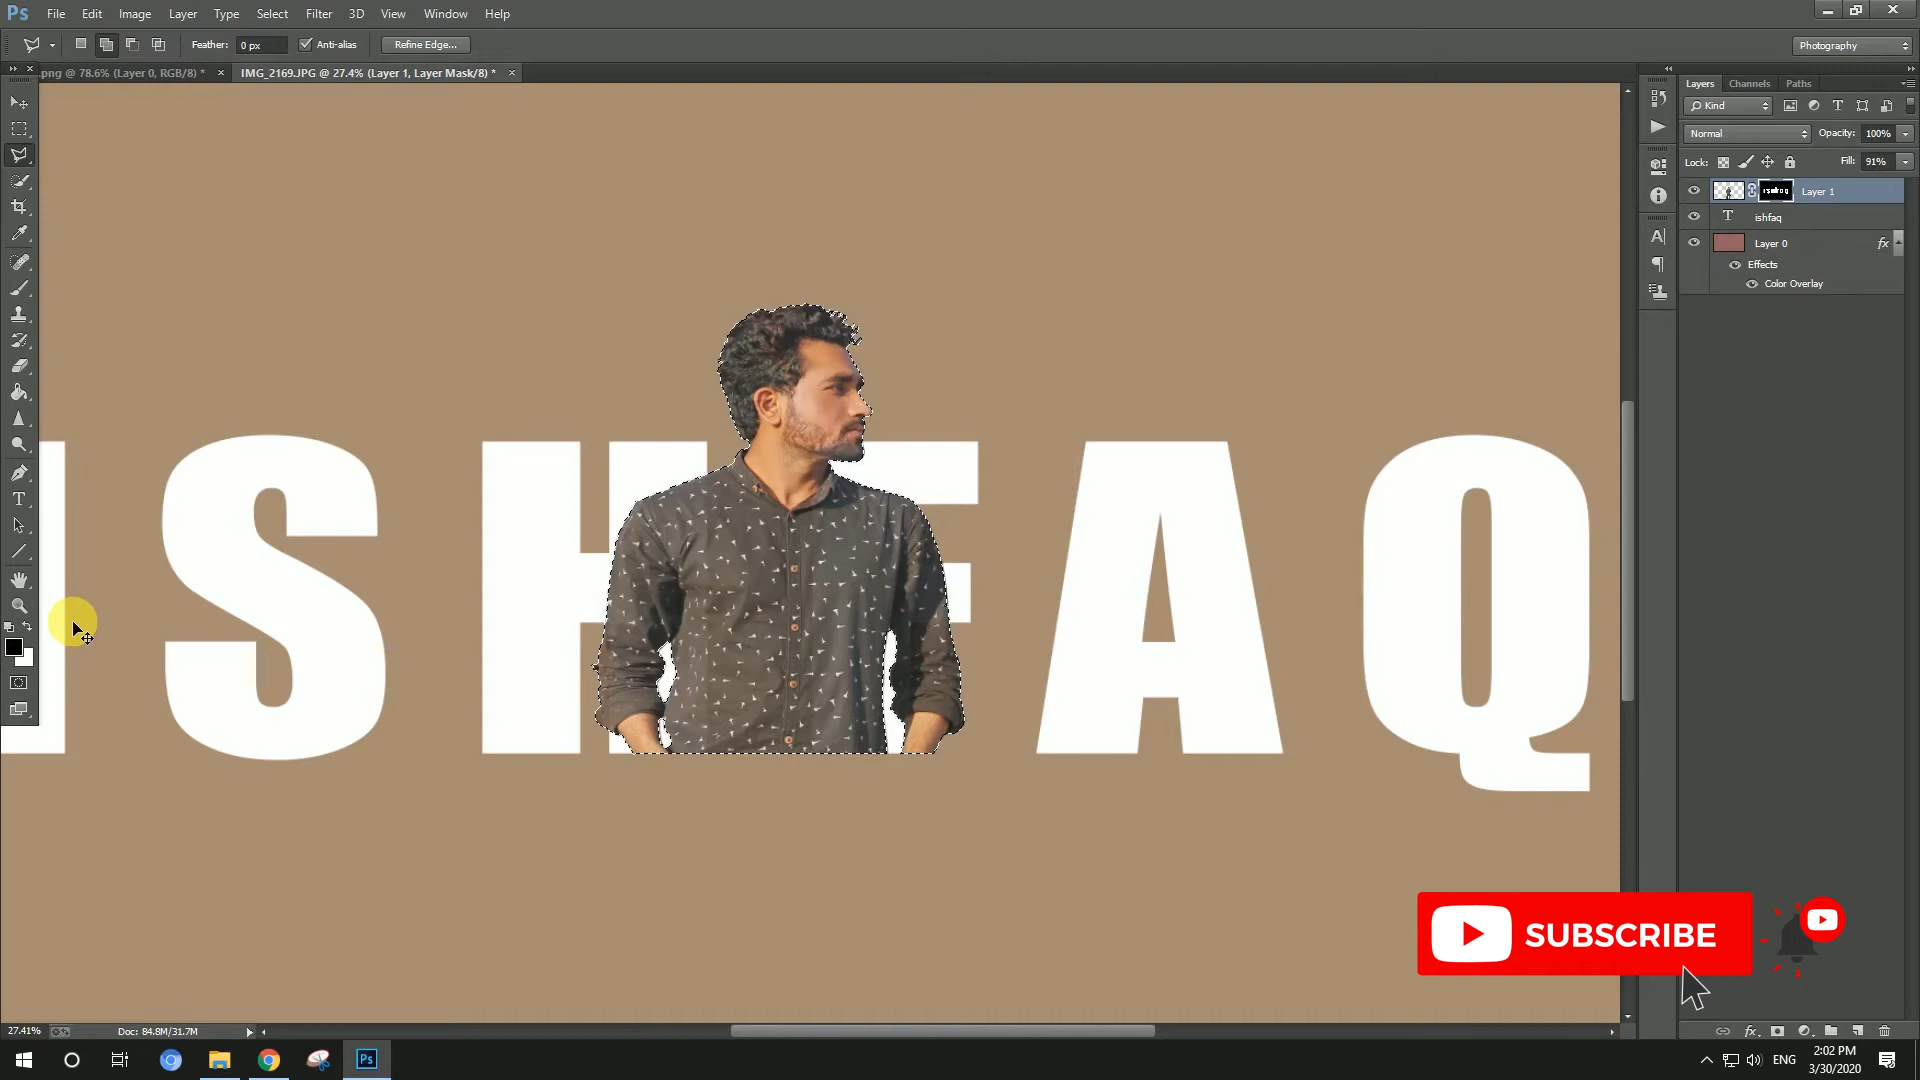 Ps File Edit Image Layer Type Select Filter 3D View Window Help
Feather: 0 px Anti-alias Refine Edge... Photography
.png @ 78.6% (Layer 0, RGB/8) * × IMG_2169.JPG @ 27.4% (Layer 1, Layer Mask/8) * ×
Layers Channels Paths
Kind
Normal Opacity: 100%
Lock: Fill: 91%
Layer 1
ishfaq
Layer 0 fx
Effects
Color Overlay
ISHFAQ
SUBSCRIBE
27.41% Doc: 84.8M/31.7M
Ps ENG 2:02 PM
3/30/2020